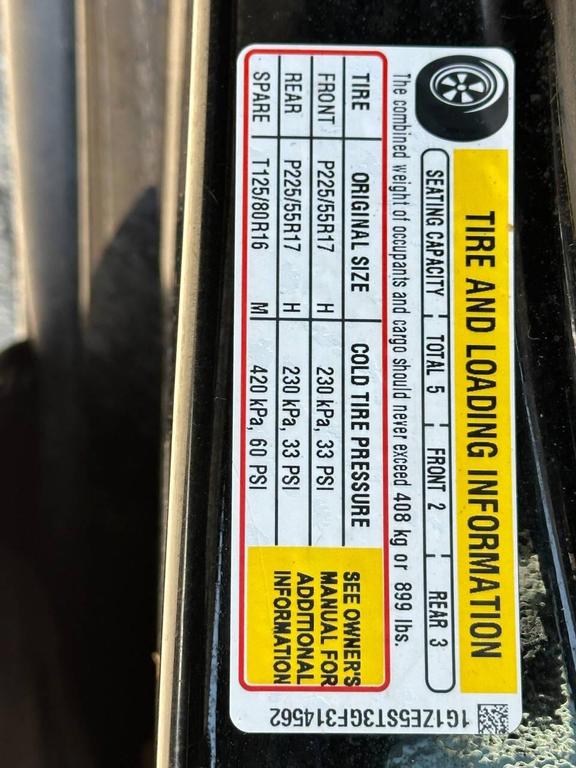 TIRE AND LOADING INFORMATION
SEATING CAPACITY TOTAL 5 FRONT 2 REAR 3
The combined weight of occupants and cargo should never exceed 408 kg or 899 lbs.
TIRE ORIGINAL SIZE COLD TIRE PRESSURE
FRONT P225/55R17 H 230 kPa, 33 PSI
REAR P225/55R17 H 230 kPa, 33 PSI
SPARE T125/80R16 M 420 kPa, 60 PSI
SEE OWNER'S
MANUAL FOR
ADDITIONAL
INFORMATION
1G1ZE5ST3GF314562